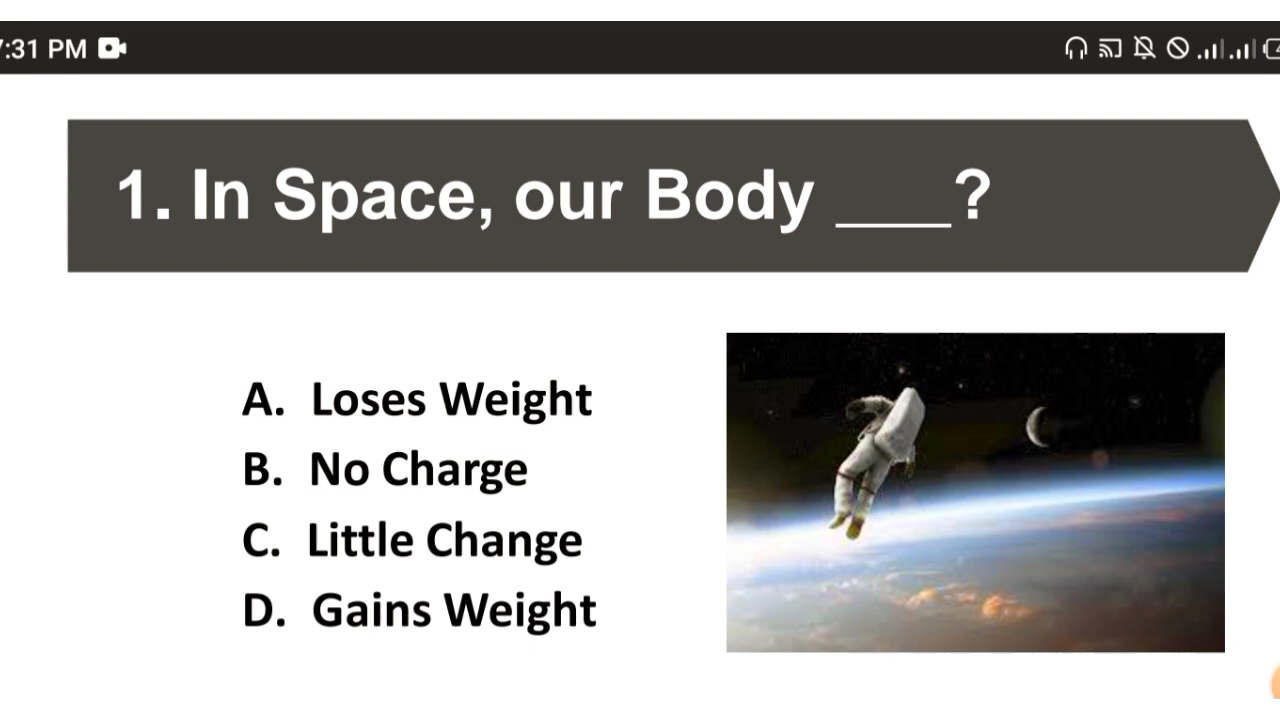 :31 PM
1. In Space, our Body ____?
A. Loses Weight
B. No Charge
C. Little Change
D. Gains Weight